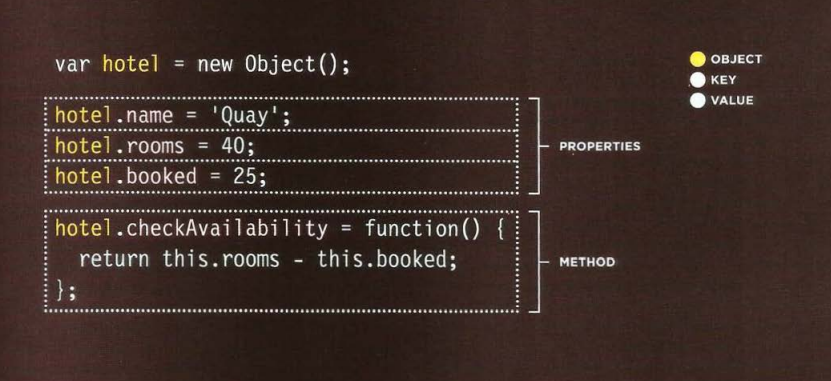 var hotel = new Object();
OBJECT
KEY
VALUE
hotel.name = 'Quay';
hotel.rooms = 40;
hotel.booked = 25;
PROPERTIES
hotel.checkAvailability = function() {
return this.rooms - this.booked;
};
METHOD